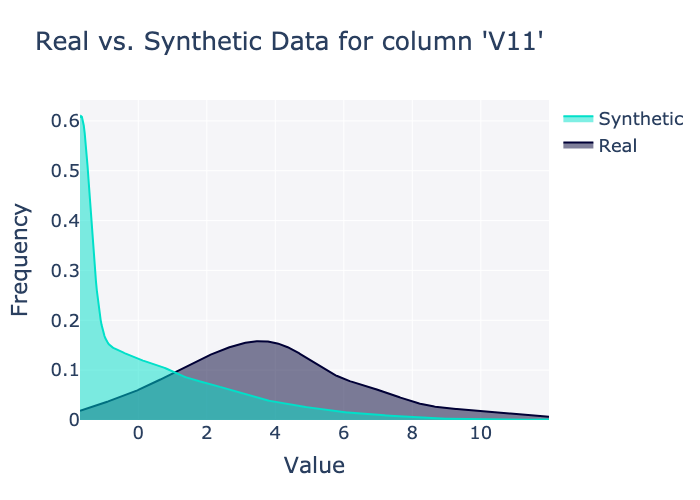 Real vs. Synthetic Data for column 'V11'
Synthetic
Real
0.6
0.5
0.4
0.3
0.2
0.1
0
Frequency
0 2 4 6 8 10
Value